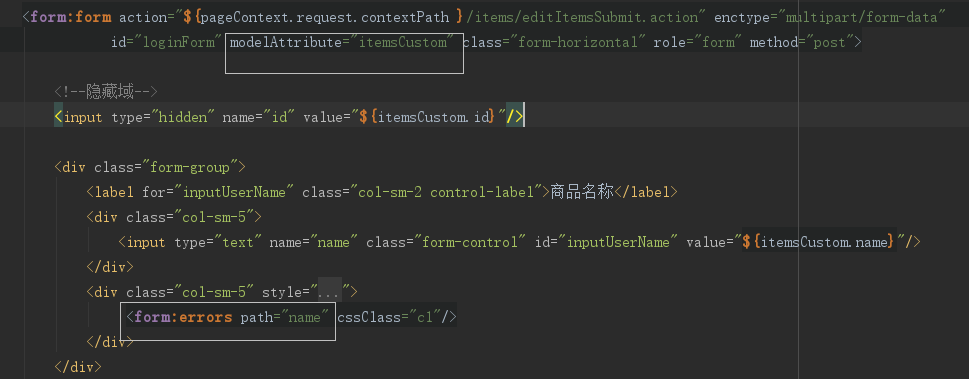 <form:form action="${pageContext.request.contextPath }/items/editItemsSubmit.action" enctype="multipart/form-data"
id="loginForm" modelAttribute="itemsCustom" class="form-horizontal" role="form" method="post">
<!--隐藏域-->
<input type="hidden" name="id" value="${itemsCustom.id}"/>
<div class="form-group">
<label for="inputUserName" class="col-sm-2 control-label">商品名称</label>
<div class="col-sm-5">
<input type="text" name="name" class="form-control" id="inputUserName" value="${itemsCustom.name}"/>
</div>
<div class="col-sm-5" style="...">
<form:errors path="name" cssClass="c1"/>
</div>
</div>